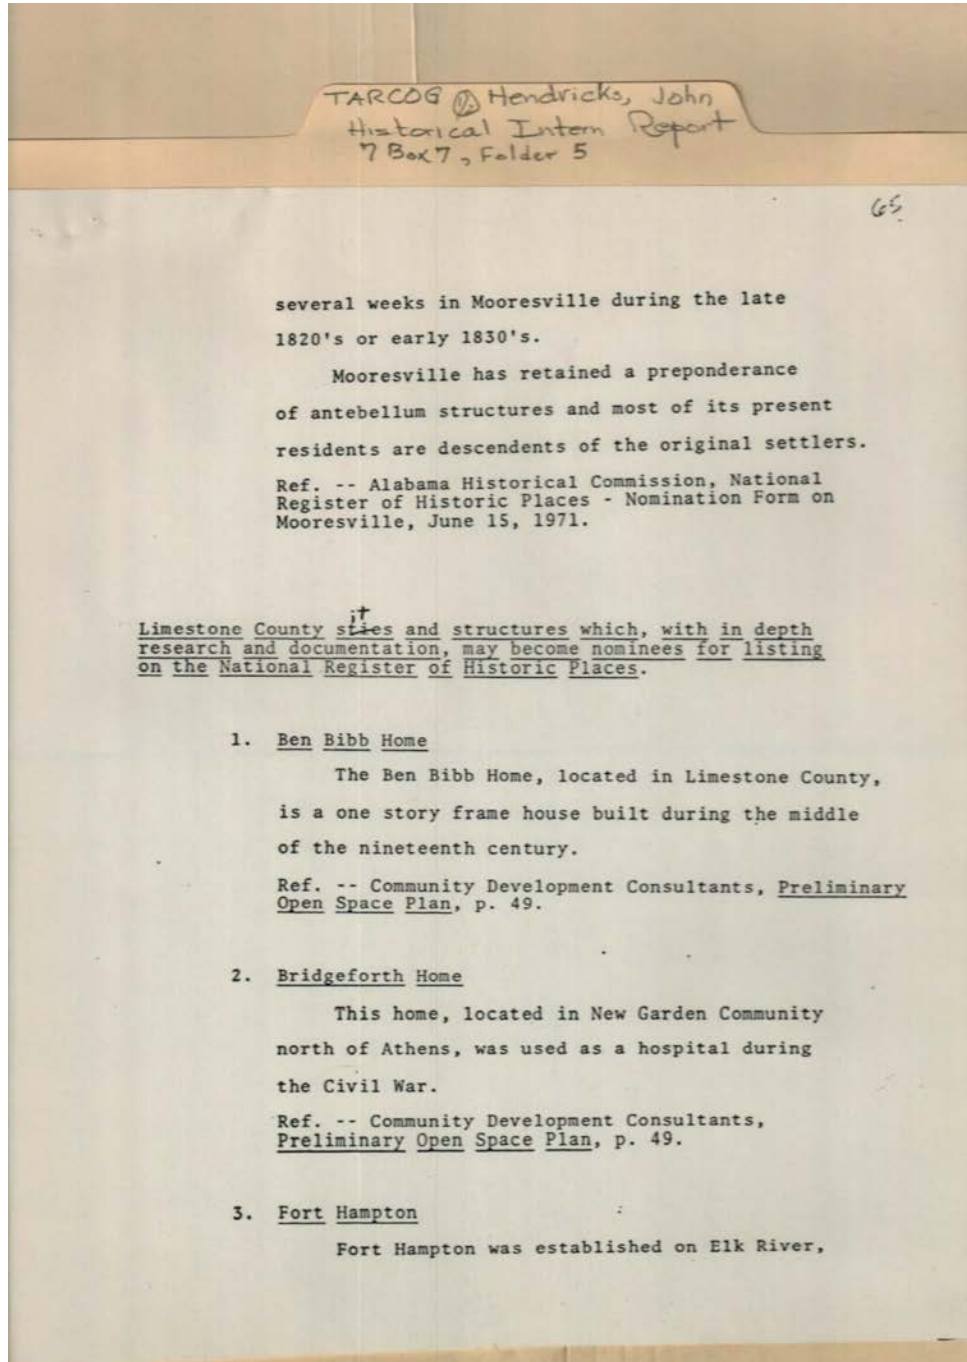 TARCOG Hendricks, John
Historical Intern Report
7 Box 7, Folder 5
65
several weeks in Mooresville during the late
1820's or early 1830's.
Mooresville has retained a preponderance
of antebellum structures and most of its present
residents are descendents of the original settlers.
Ref. -- Alabama Historical Commission, National
Register of Historic Places - Nomination Form on
Mooresville, June 15, 1971.
it
Limestone County sties and structures which, with in depth
research and documentation, may become nominees for listing
on the National Register of Historic Places.
1. Ben Bibb Home
The Ben Bibb Home, located in Limestone County,
is a one story frame house built during the middle
of the nineteenth century.
Ref. -- Community Development Consultants, Preliminary
Open Space Plan, p. 49.
2. Bridgeforth Home
This home, located in New Garden Community
north of Athens, was used as a hospital during
the Civil War.
Ref. -- Community Development Consultants,
Preliminary Open Space Plan, p. 49.
3. Fort Hampton
Fort Hampton was established on Elk River,